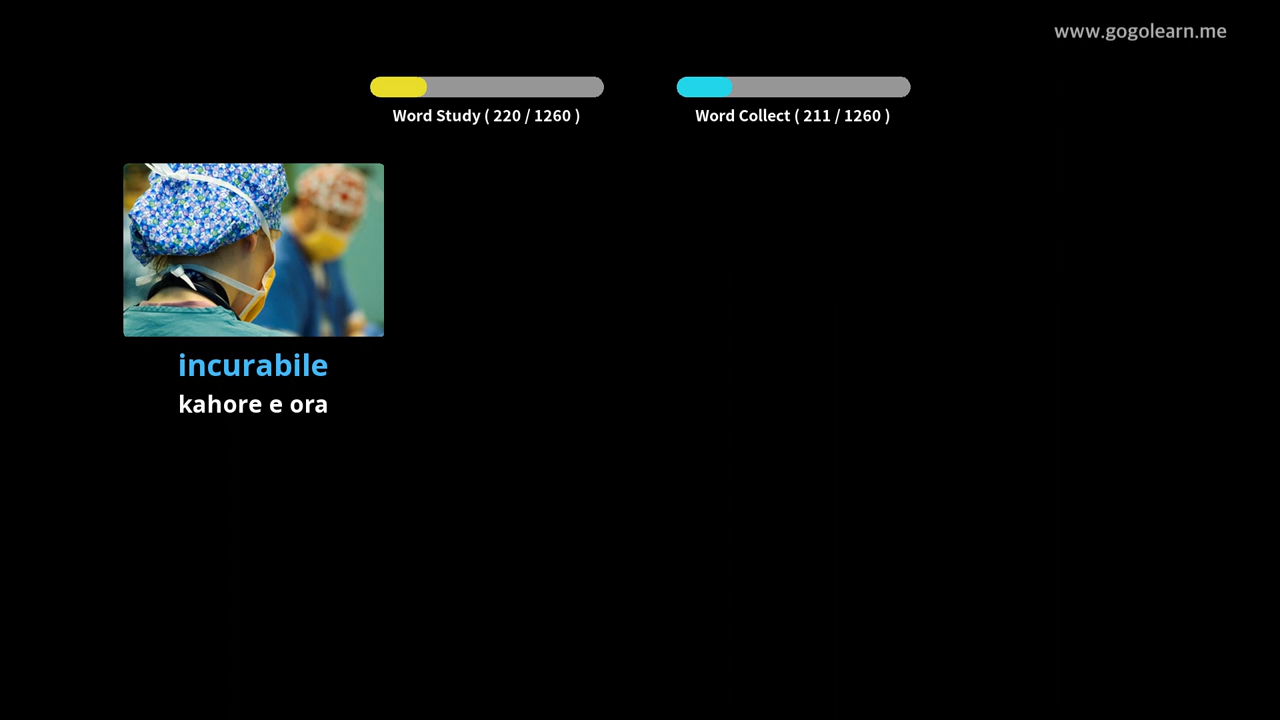 www.gogolearn.me
Word Study ( 220 / 1260 )
Word Collect ( 211 / 1260 )
incurabile
kahore e ora